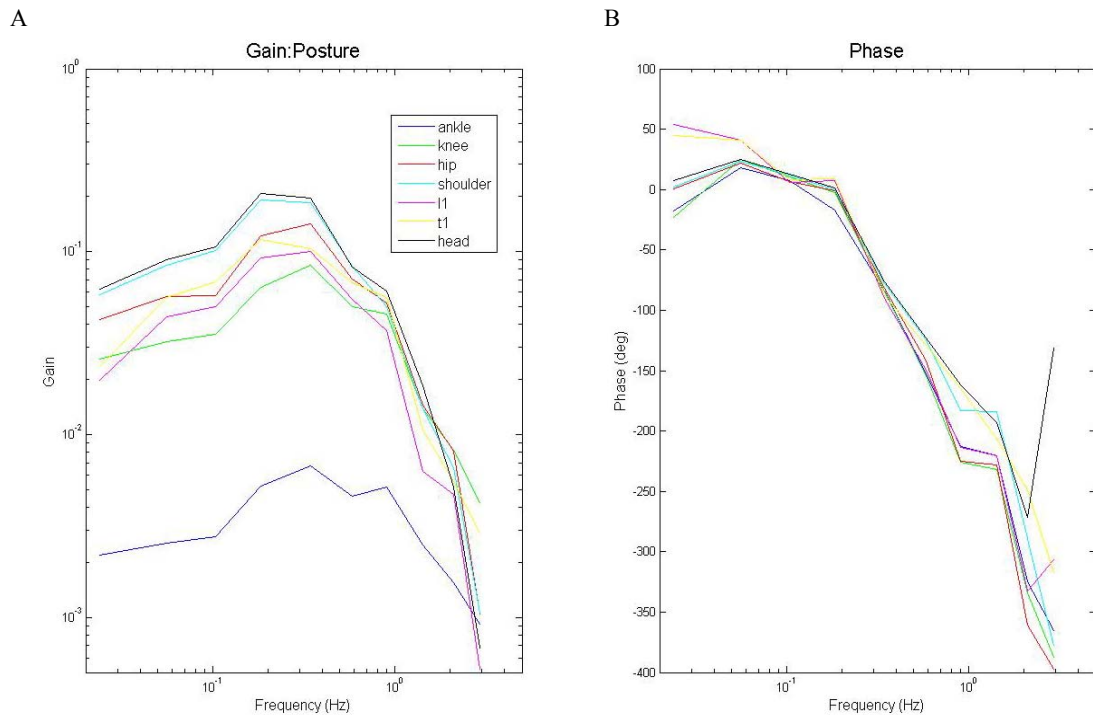 A
B
Gain:Posture
Phase
10^0
10^-1
10^-2
10^-3
Gain
ankle
knee
hip
shoulder
l1
t1
head
10^-1
10^0
Frequency (Hz)
100
50
0
-50
-100
-150
-200
-250
-300
-350
-400
Phase (deg)
10^-1
10^0
Frequency (Hz)